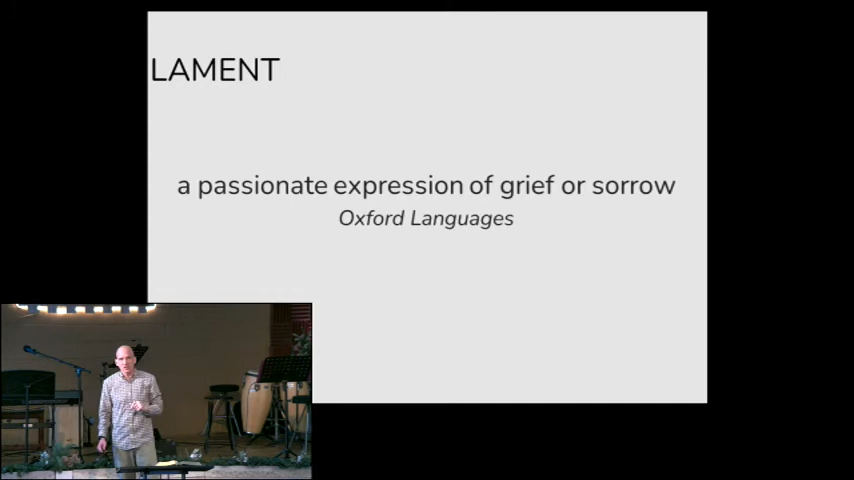 LAMENT
a passionate expression of grief or sorrow
Oxford Languages